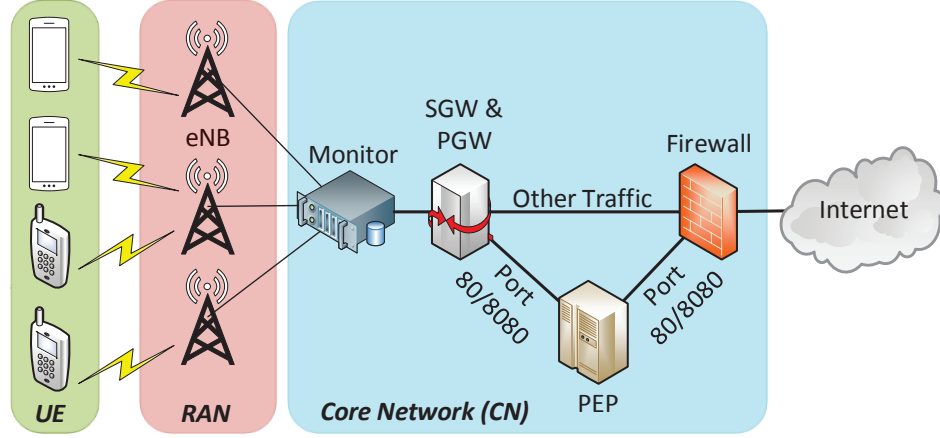 SGW &
PGW
Firewall
eNB
Monitor
Other Traffic
Internet
Port
80/8080
Port
80/8080
PEP
UE
RAN
Core Network (CN)